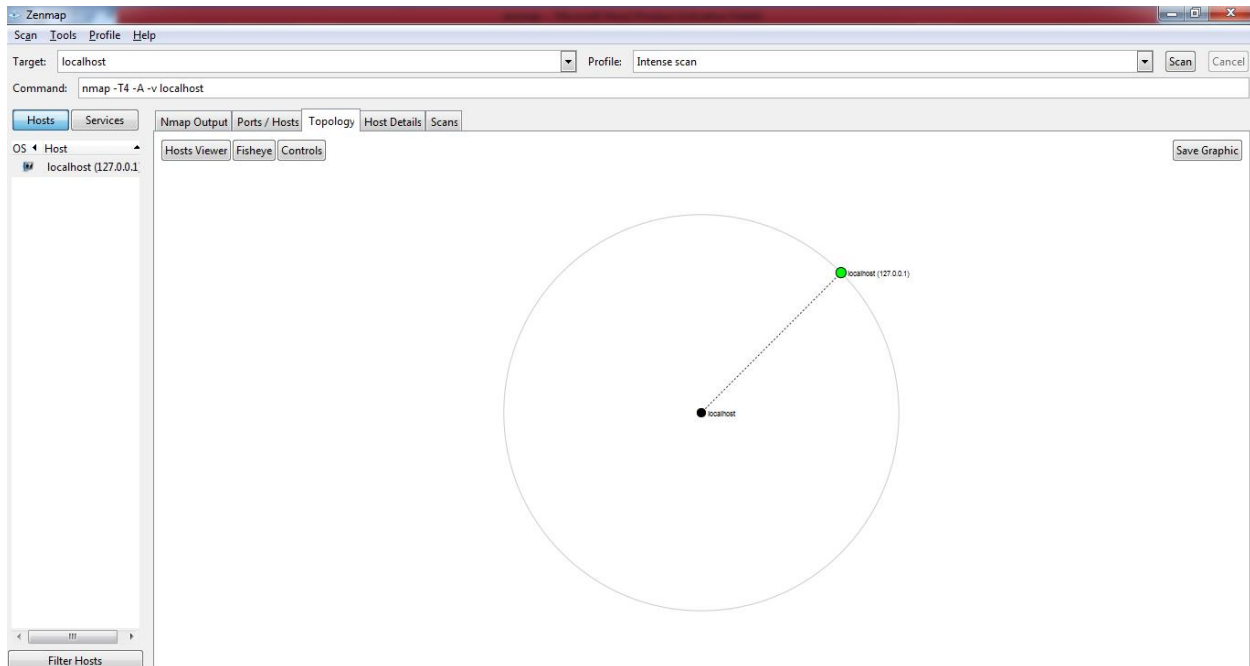 Zenmap
Scan Tools Profile Help
Target: localhost Profile: Intense scan Scan Cancel
Command: nmap -T4 -A -v localhost
Hosts Services Nmap Output Ports / Hosts Topology Host Details Scans
OS Host
localhost (127.0.0.1
Hosts Viewer Fisheye Controls Save Graphic
localhost (127.0.0.1)
localhost
Filter Hosts